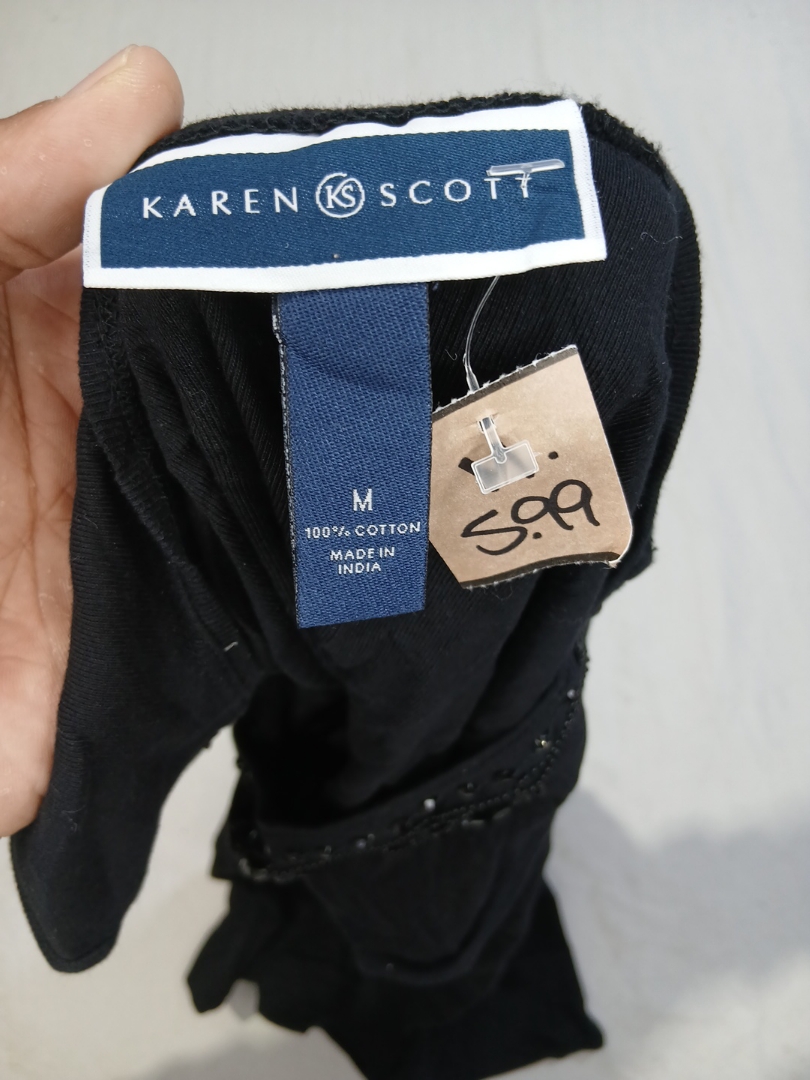 KAREN KS SCOTT
M
100% COTTON
MADE IN
INDIA
5.99